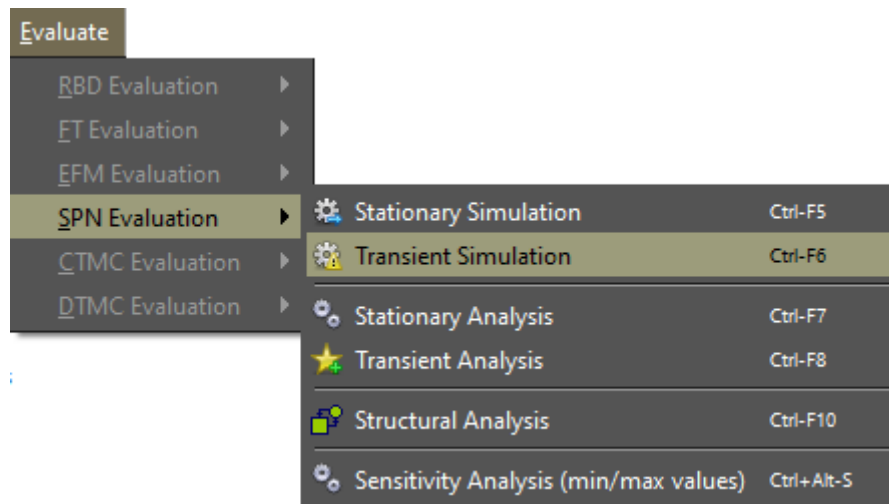 Evaluate
RBD Evaluation
FT Evaluation
EFM Evaluation
SPN Evaluation
CTMC Evaluation
DTMC Evaluation
Stationary Simulation Ctrl-F5
Transient Simulation Ctrl-F6
Stationary Analysis Ctrl-F7
Transient Analysis Ctrl-F8
Structural Analysis Ctrl-F10
Sensitivity Analysis (min/max values) Ctrl+Alt-S